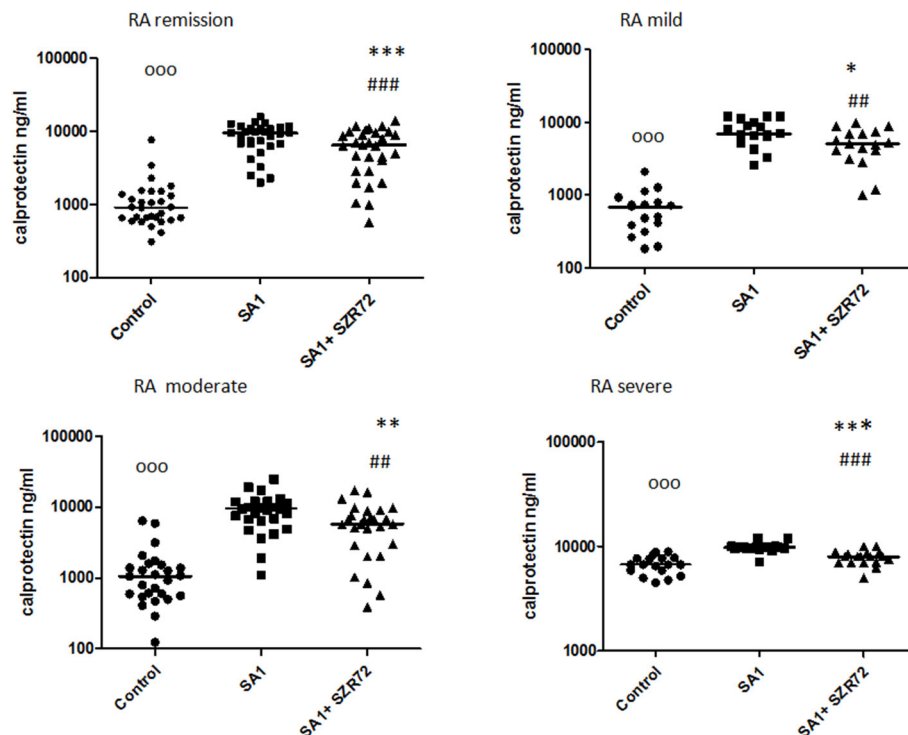 RA remission
calprotectin ng/ml
100000
10000
1000
100
ooo
***
###
Control
SA1
SA1+ SZR72
RA mild
calprotectin ng/ml
100000
10000
1000
100
ooo
*
##
Control
SA1
SA1+ SZR72
RA moderate
calprotectin ng/ml
100000
10000
1000
100
ooo
**
##
Control
SA1
SA1+ SZR72
RA severe
calprotectin ng/ml
100000
10000
1000
ooo
***
###
Control
SA1
SA1+ SZR72